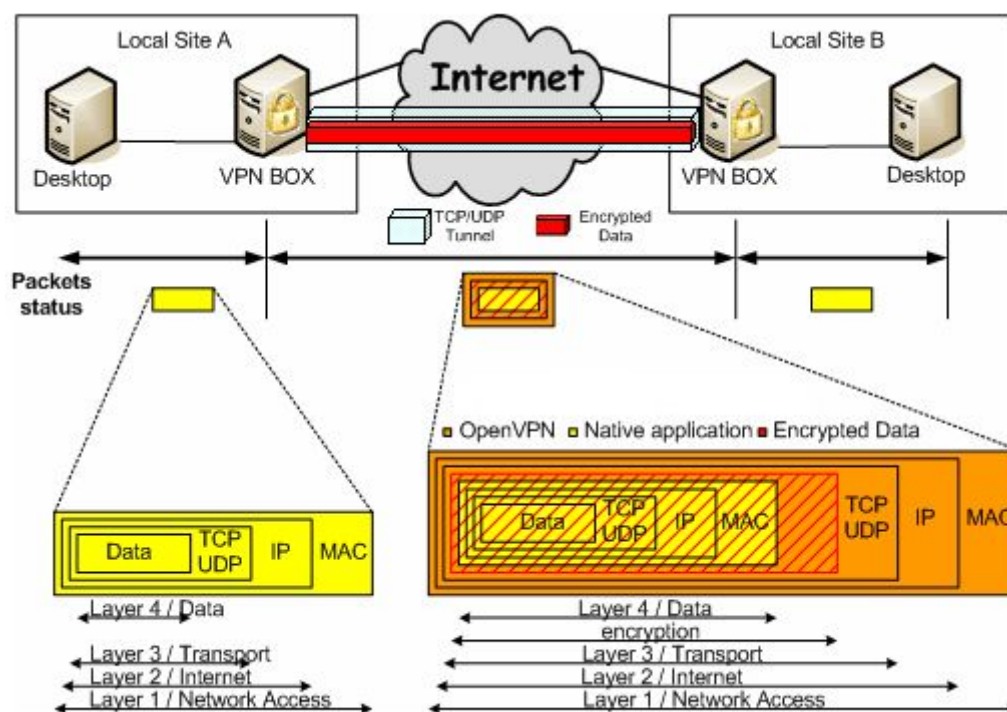 Local Site A
Internet
Local Site B
Desktop
VPN BOX
VPN BOX
Desktop
TCP/UDP
Tunnel
Encrypted
Data
Packets
status
OpenVPN
Native application
Encrypted Data
Data
TCP
UDP
IP
MAC
Data
TCP
UDP
IP
MAC
TCP
UDP
IP
MAC
Layer 4 / Data
Layer 3 / Transport
Layer 2 / Internet
Layer 1 / Network Access
Layer 4 / Data
encryption
Layer 3 / Transport
Layer 2 / Internet
Layer 1 / Network Access